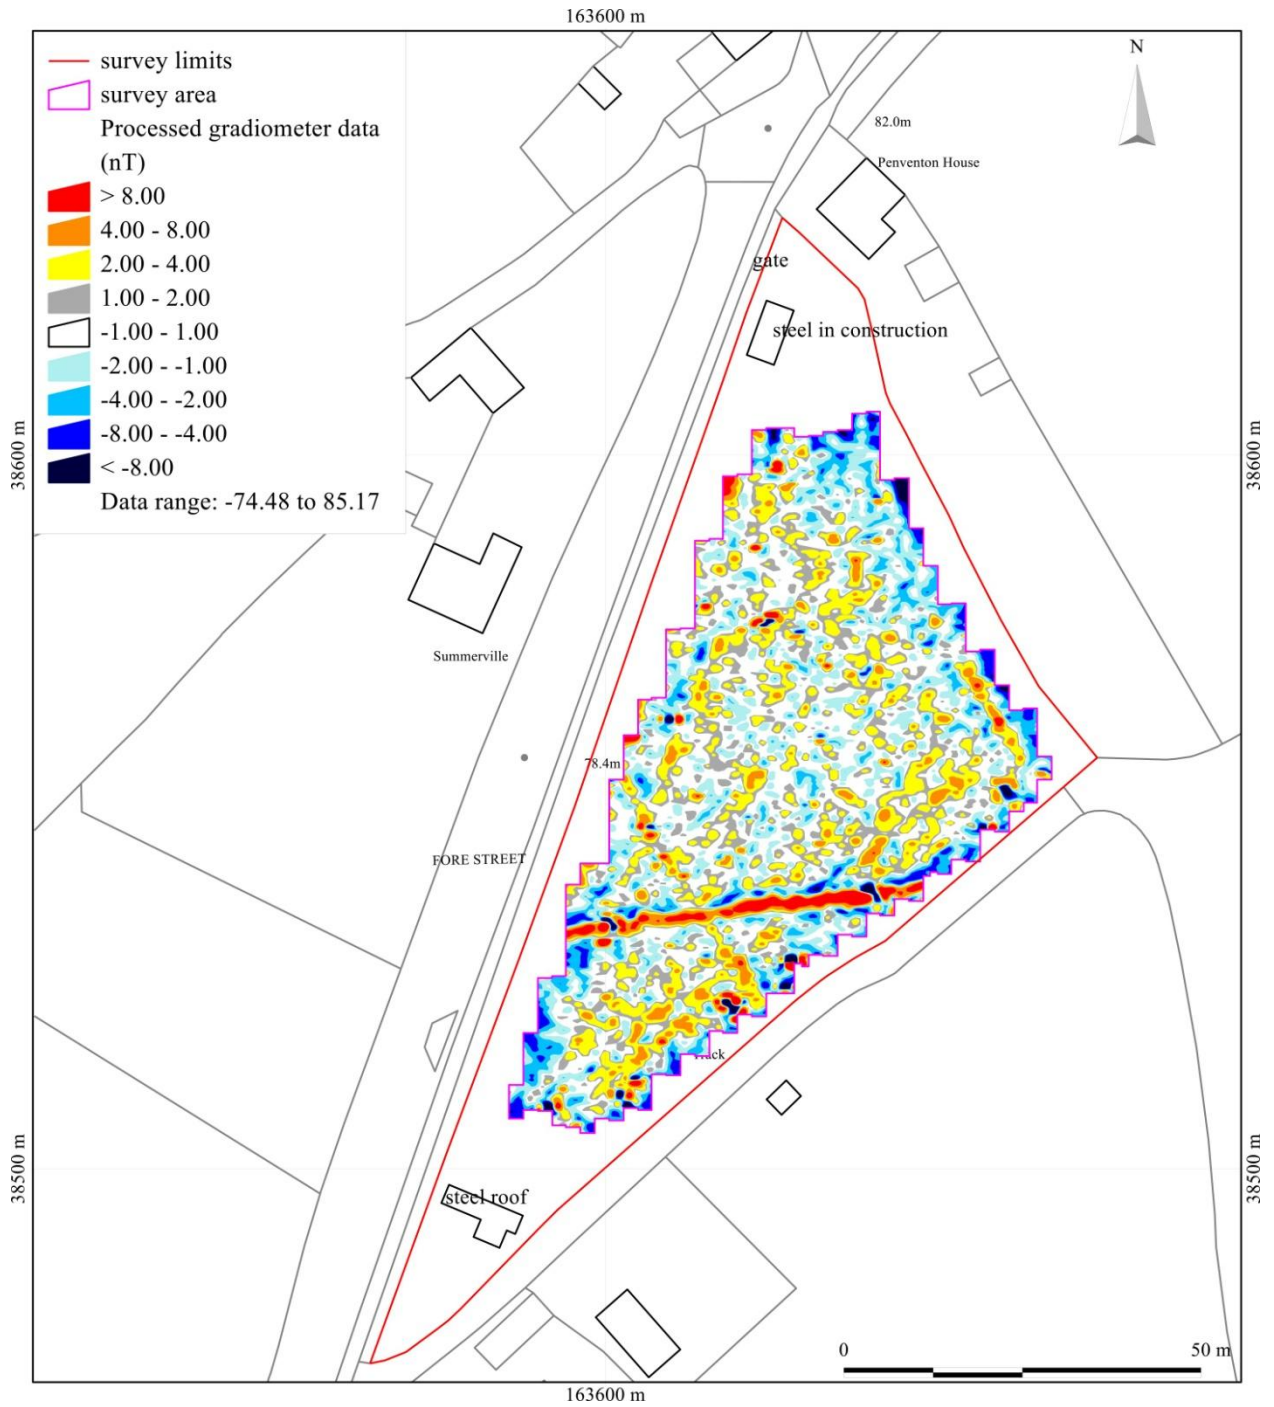 163600 m
survey limits
survey area
Processed gradiometer data
(nT)
> 8.00
4.00 - 8.00
2.00 - 4.00
1.00 - 2.00
-1.00 - 1.00
-2.00 - -1.00
-4.00 - -2.00
-8.00 - -4.00
< -8.00
Data range: -74.48 to 85.17
N
82.0m
Penventon House
gate
steel in construction
38600 m
38600 m
Summerville
78.4m
FORE STREET
38500 m
38500 m
steel roof
0
50 m
163600 m